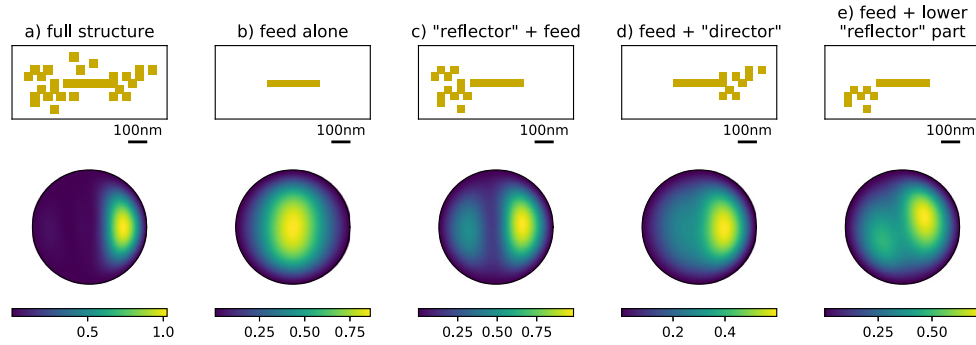 a) full structure
b) feed alone
c) "reflector" + feed
d) feed + "director"
e) feed + lower
"reflector" part
100nm
100nm
100nm
100nm
100nm
0.5 1.0
0.25 0.50 0.75
0.25 0.50 0.75
0.2 0.4
0.25 0.50